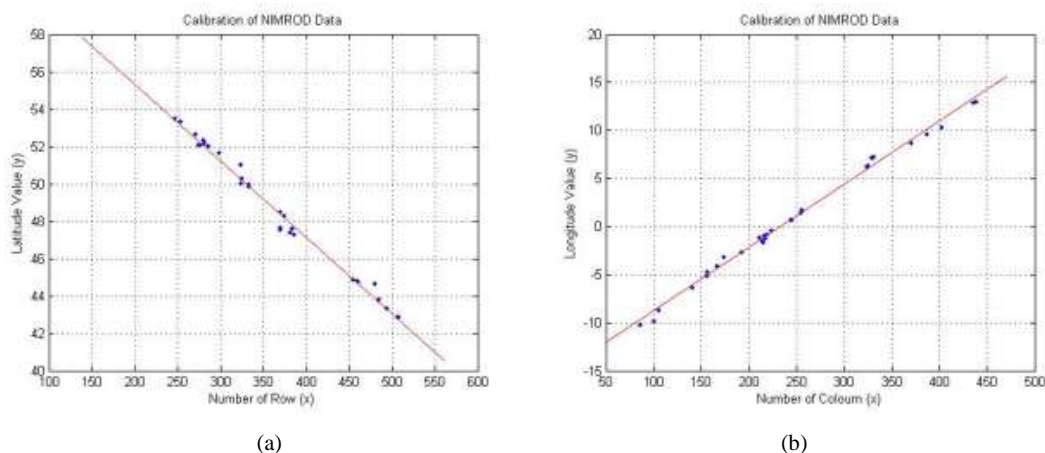 Calibration of NIMROD Data
58
56
54
52
50
48
46
44
42
40
Latitude Value (y)
100 150 200 250 300 350 400 450 500 550 600
Number of Row (x)
(a)
Calibration of NIMROD Data
20
15
10
5
0
-5
-10
-15
Longitude Value (y)
50 100 150 200 250 300 350 400 450 500
Number of Coloum (x)
(b)